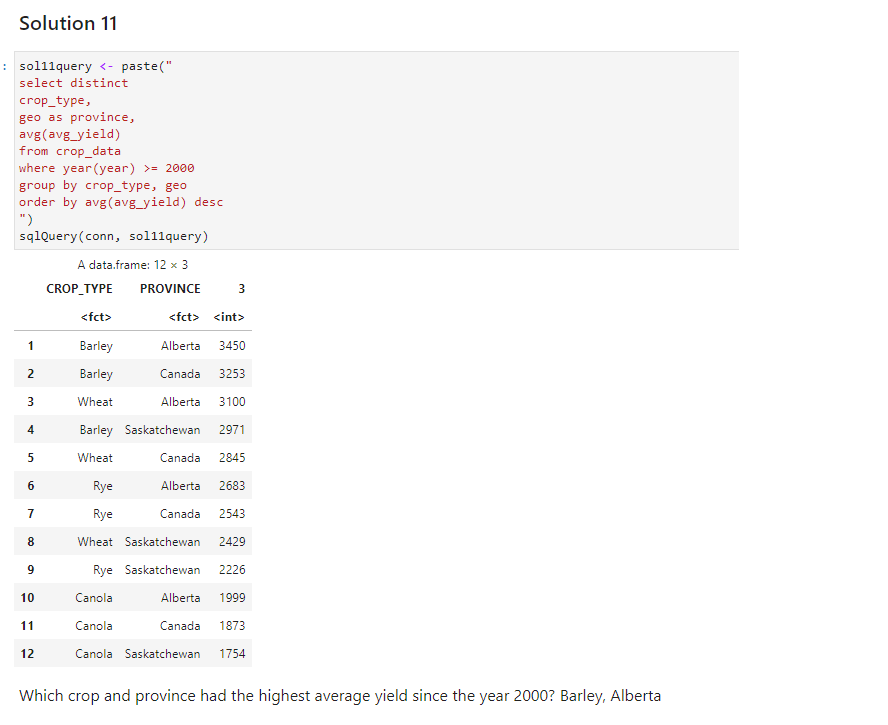 Solution 11
:
sol11query <- paste("
select distinct
crop_type,
geo as province,
avg(avg_yield)
from crop_data
where year(year) >= 2000
group by crop_type, geo
order by avg(avg_yield) desc
")
sqlQuery(conn, sol11query)
A data.frame: 12 × 3
CROP_TYPE PROVINCE 3
<fct> <fct> <int>
1 Barley Alberta 3450
2 Barley Canada 3253
3 Wheat Alberta 3100
4 Barley Saskatchewan 2971
5 Wheat Canada 2845
6 Rye Alberta 2683
7 Rye Canada 2543
8 Wheat Saskatchewan 2429
9 Rye Saskatchewan 2226
10 Canola Alberta 1999
11 Canola Canada 1873
12 Canola Saskatchewan 1754
Which crop and province had the highest average yield since the year 2000? Barley, Alberta